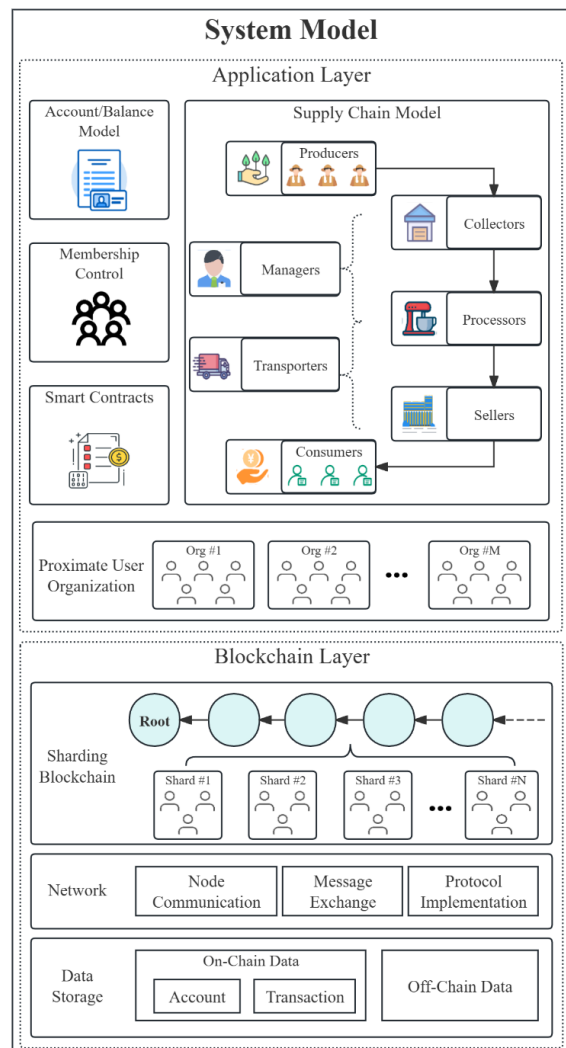 System Model
Application Layer
Account/Balance
Model
Membership
Control
Smart Contracts
Supply Chain Model
Producers
Collectors
Managers
Processors
Transporters
Sellers
Consumers
Proximate User
Organization
Org #1
Org #2
...
Org #M
Blockchain Layer
Sharding
Blockchain
Root
Shard #1
Shard #2
Shard #3
...
Shard #N
Network
Node
Communication
Message
Exchange
Protocol
Implementation
Data
Storage
On-Chain Data
Account
Transaction
Off-Chain Data